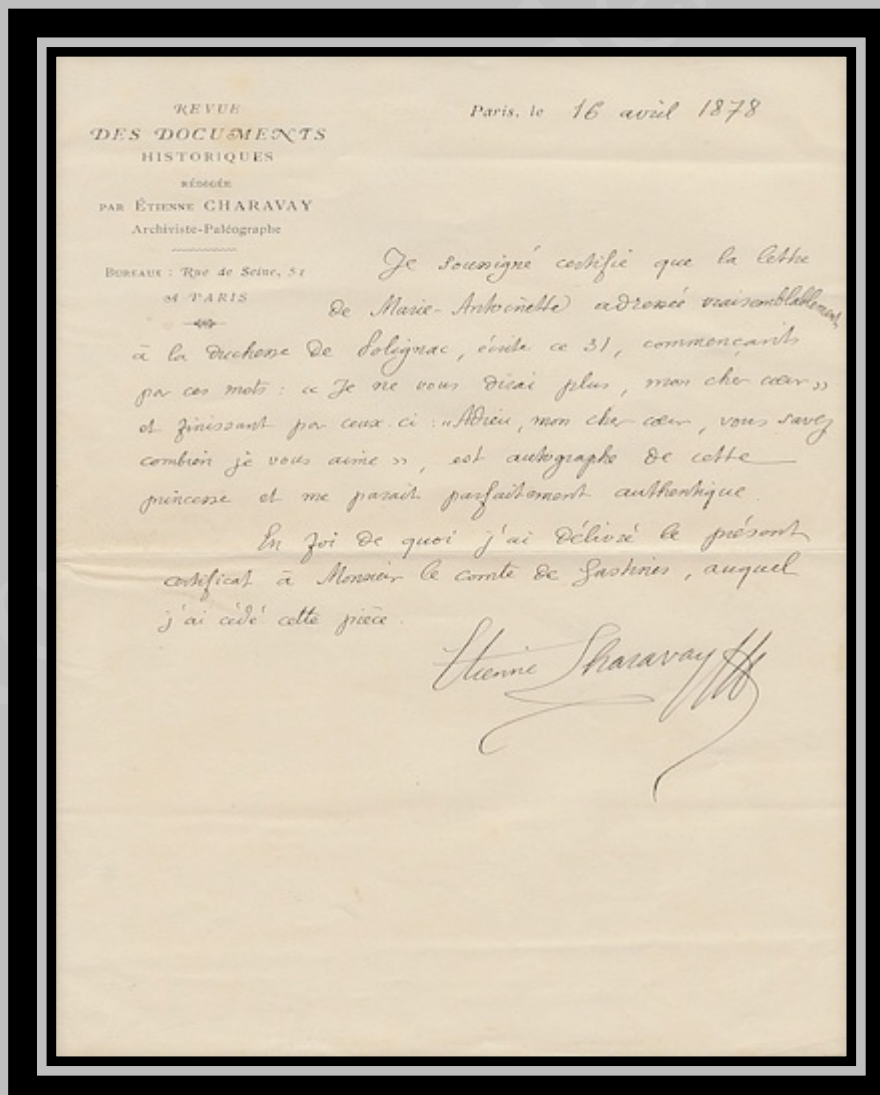 REVUE
DES DOCUMENTS
HISTORIQUES
RÉDIGÉE
PAR ÉTIENNE CHARAVAY
Archiviste-Paléographe
BUREAUX : Rue de Seine, 51
A PARIS
Paris, le 16 avril 1878
Je soussigné certifie que la lettre
de Marie-Antoinette adressée vraisemblablement
à la duchesse de Polignac, écrite ce 31, commençant
par ces mots : « Je ne vous dirai plus, mon cher cœur »
et finissant par ceux-ci : « Adieu, mon cher cœur, vous savez
combien je vous aime », est autographe de cette
princesse et me parait parfaitement authentique.
En foi de quoi j'ai délivré le présent
certificat à Monsieur le comte de Gastines, auquel
j'ai cédé cette pièce.
Etienne Charavay